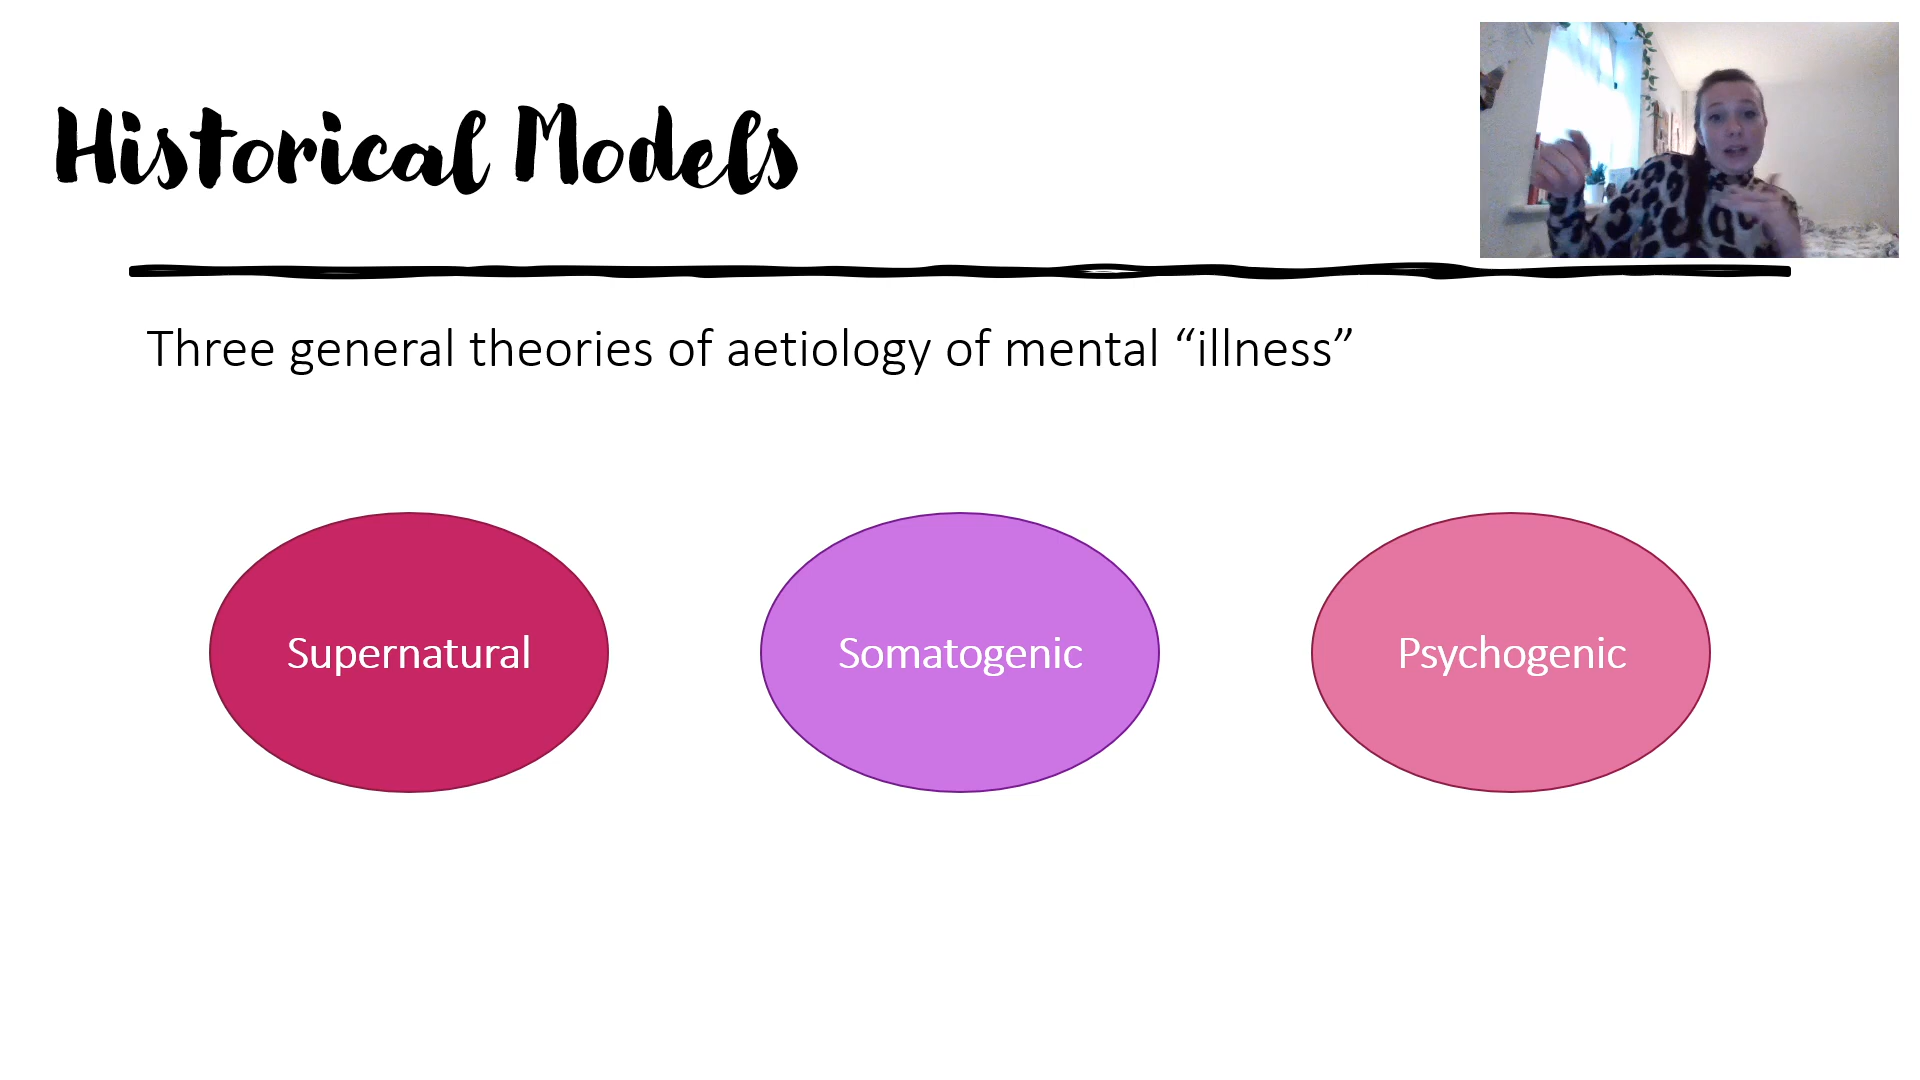 Historical Models
Three general theories of aetiology of mental “illness”
Supernatural
Somatogenic
Psychogenic